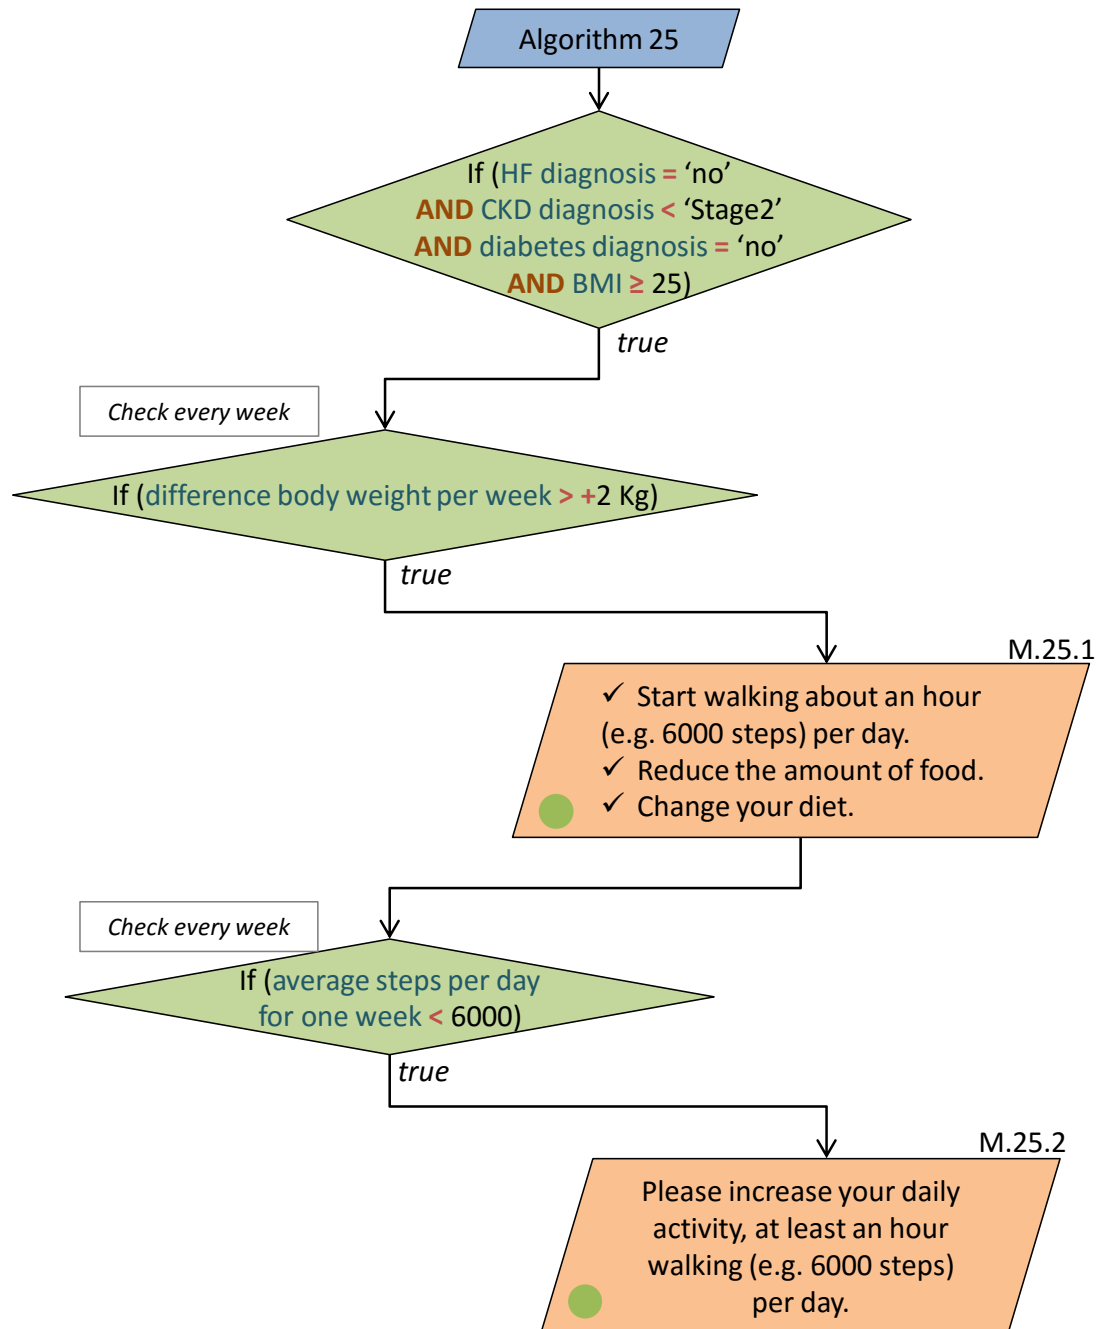 Algorithm 25
If (HF diagnosis = ‘no’
AND CKD diagnosis < ‘Stage2’
AND diabetes diagnosis = ‘no’
AND BMI ≥ 25)
true
Check every week
If (difference body weight per week > +2 Kg)
true
M.25.1
✓ Start walking about an hour
(e.g. 6000 steps) per day.
✓ Reduce the amount of food.
✓ Change your diet.
Check every week
If (average steps per day
for one week < 6000)
true
M.25.2
Please increase your daily
activity, at least an hour
walking (e.g. 6000 steps)
per day.